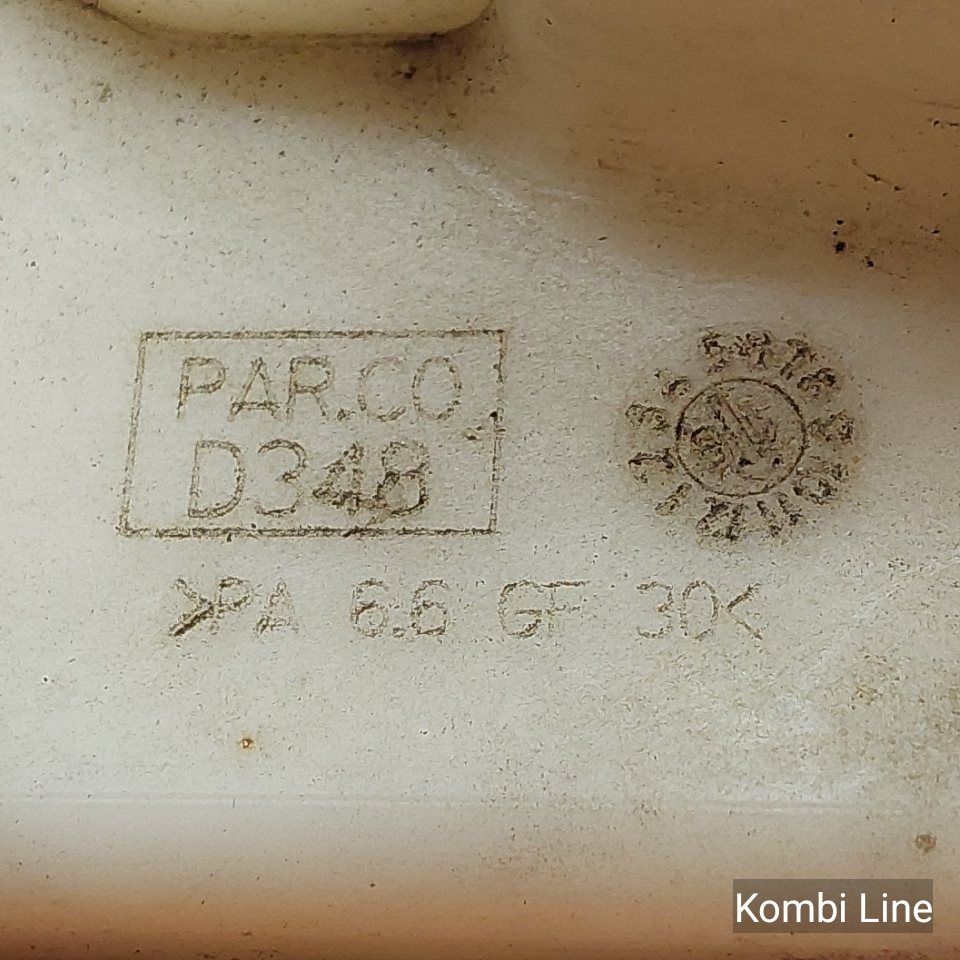 PAR.CO
D348
>PA 6.6 GF 30<
Kombi Line